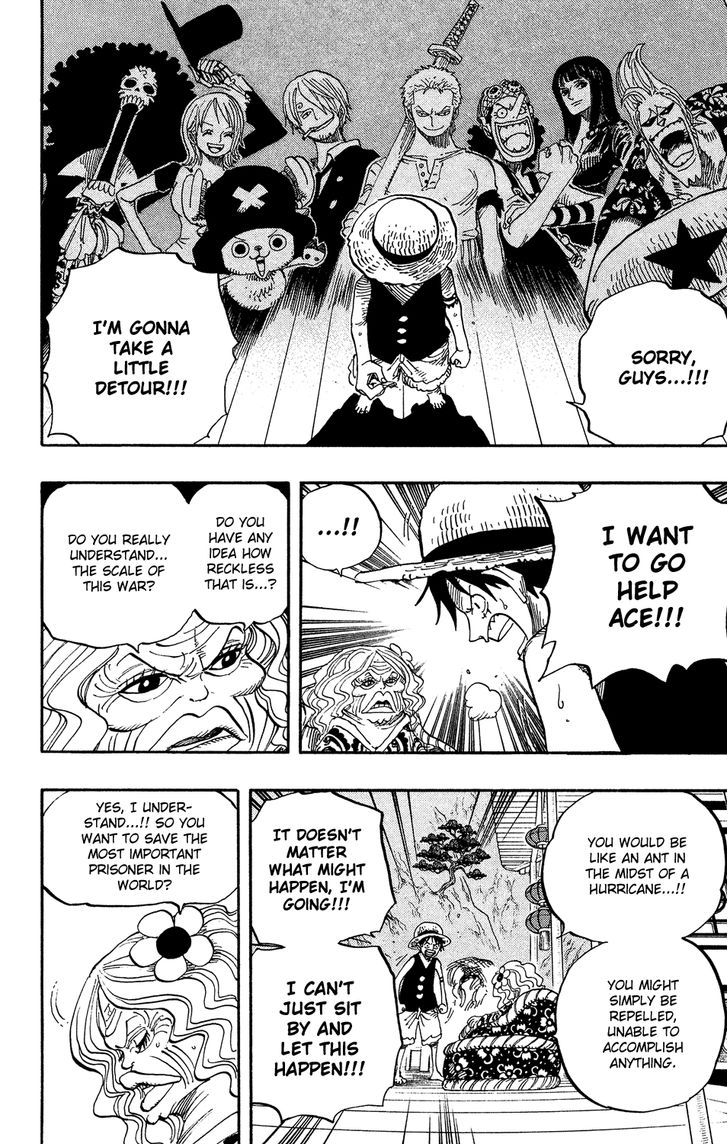 SORRY,
GUYS...!!!
I'M GONNA
TAKE A
LITTLE
DETOUR!!!
I WANT
TO GO
HELP
ACE!!!
...!!
DO YOU
HAVE ANY
IDEA HOW
RECKLESS
THAT IS...?
DO YOU REALLY
UNDERSTAND...
THE SCALE OF
THIS WAR?
YOU WOULD BE
LIKE AN ANT IN
THE MIDST OF A
HURRICANE...!!
YOU MIGHT
SIMPLY BE
REPELLED,
UNABLE TO
ACCOMPLISH
ANYTHING.
IT DOESN'T
MATTER
WHAT MIGHT
HAPPEN, I'M
GOING!!!
I CAN'T
JUST SIT
BY AND
LET THIS
HAPPEN!!!
YES, I UNDER-
STAND...!! SO YOU
WANT TO SAVE THE
MOST IMPORTANT
PRISONER IN THE
WORLD?